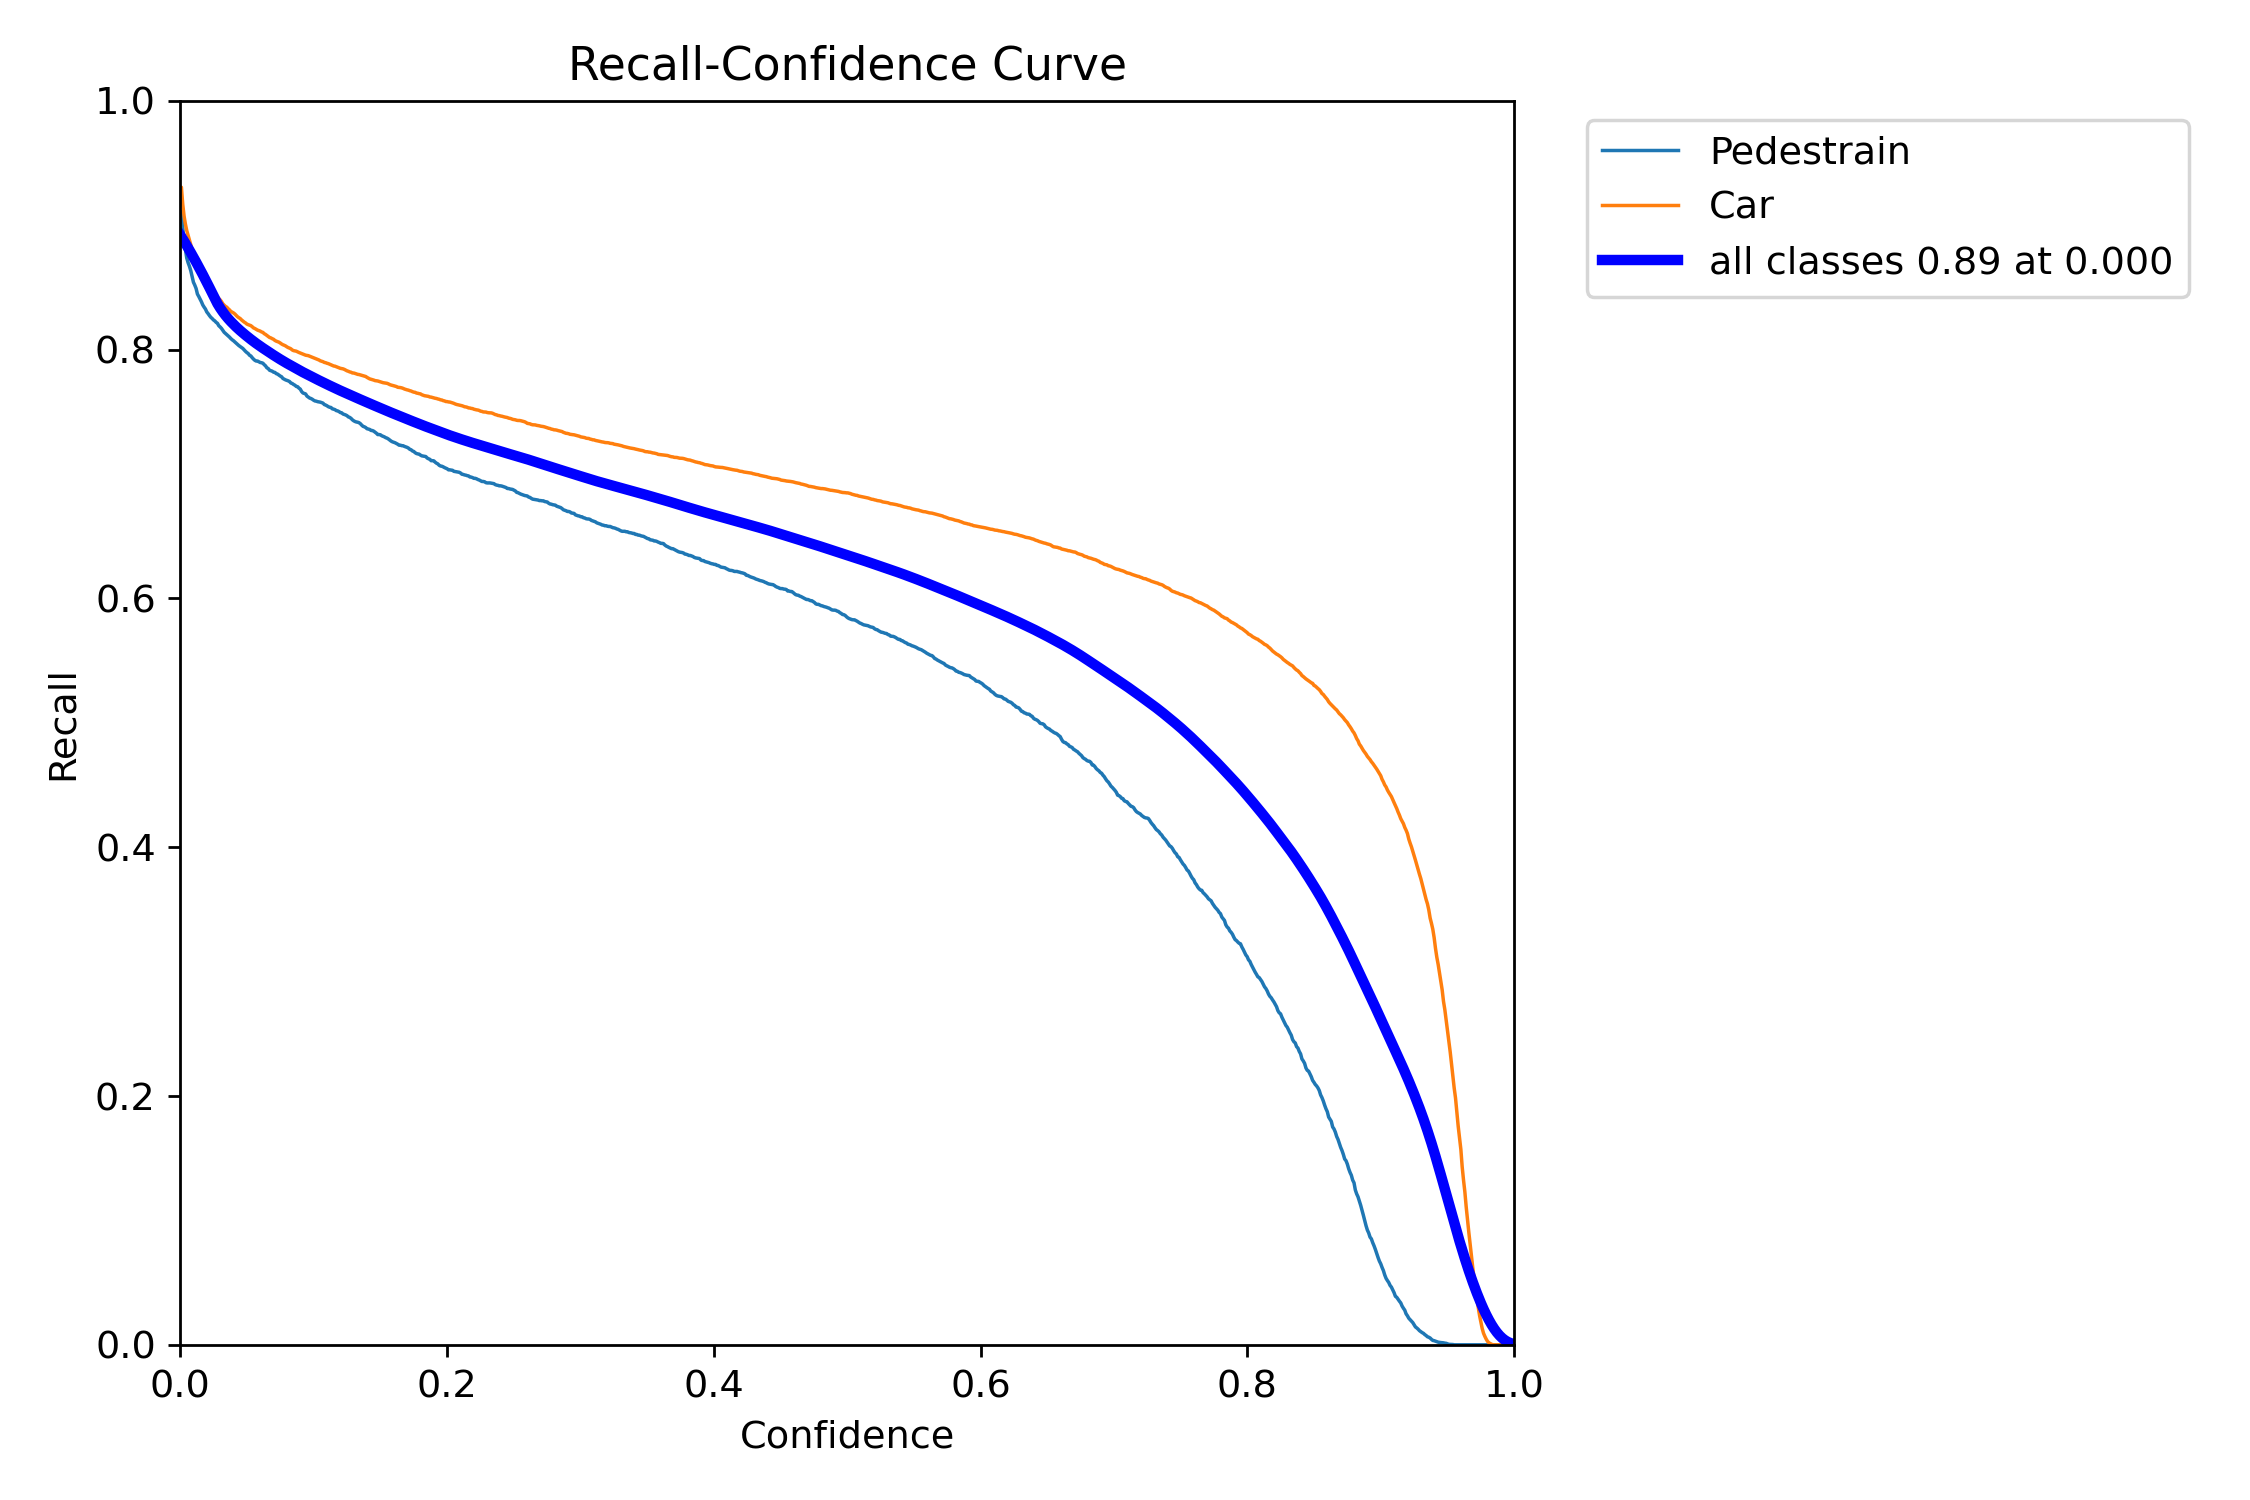 Recall-Confidence Curve
1.0
0.8
0.6
0.4
0.2
0.0
Recall
0.0 0.2 0.4 0.6 0.8 1.0
Confidence
Pedestrain
Car
all classes 0.89 at 0.000